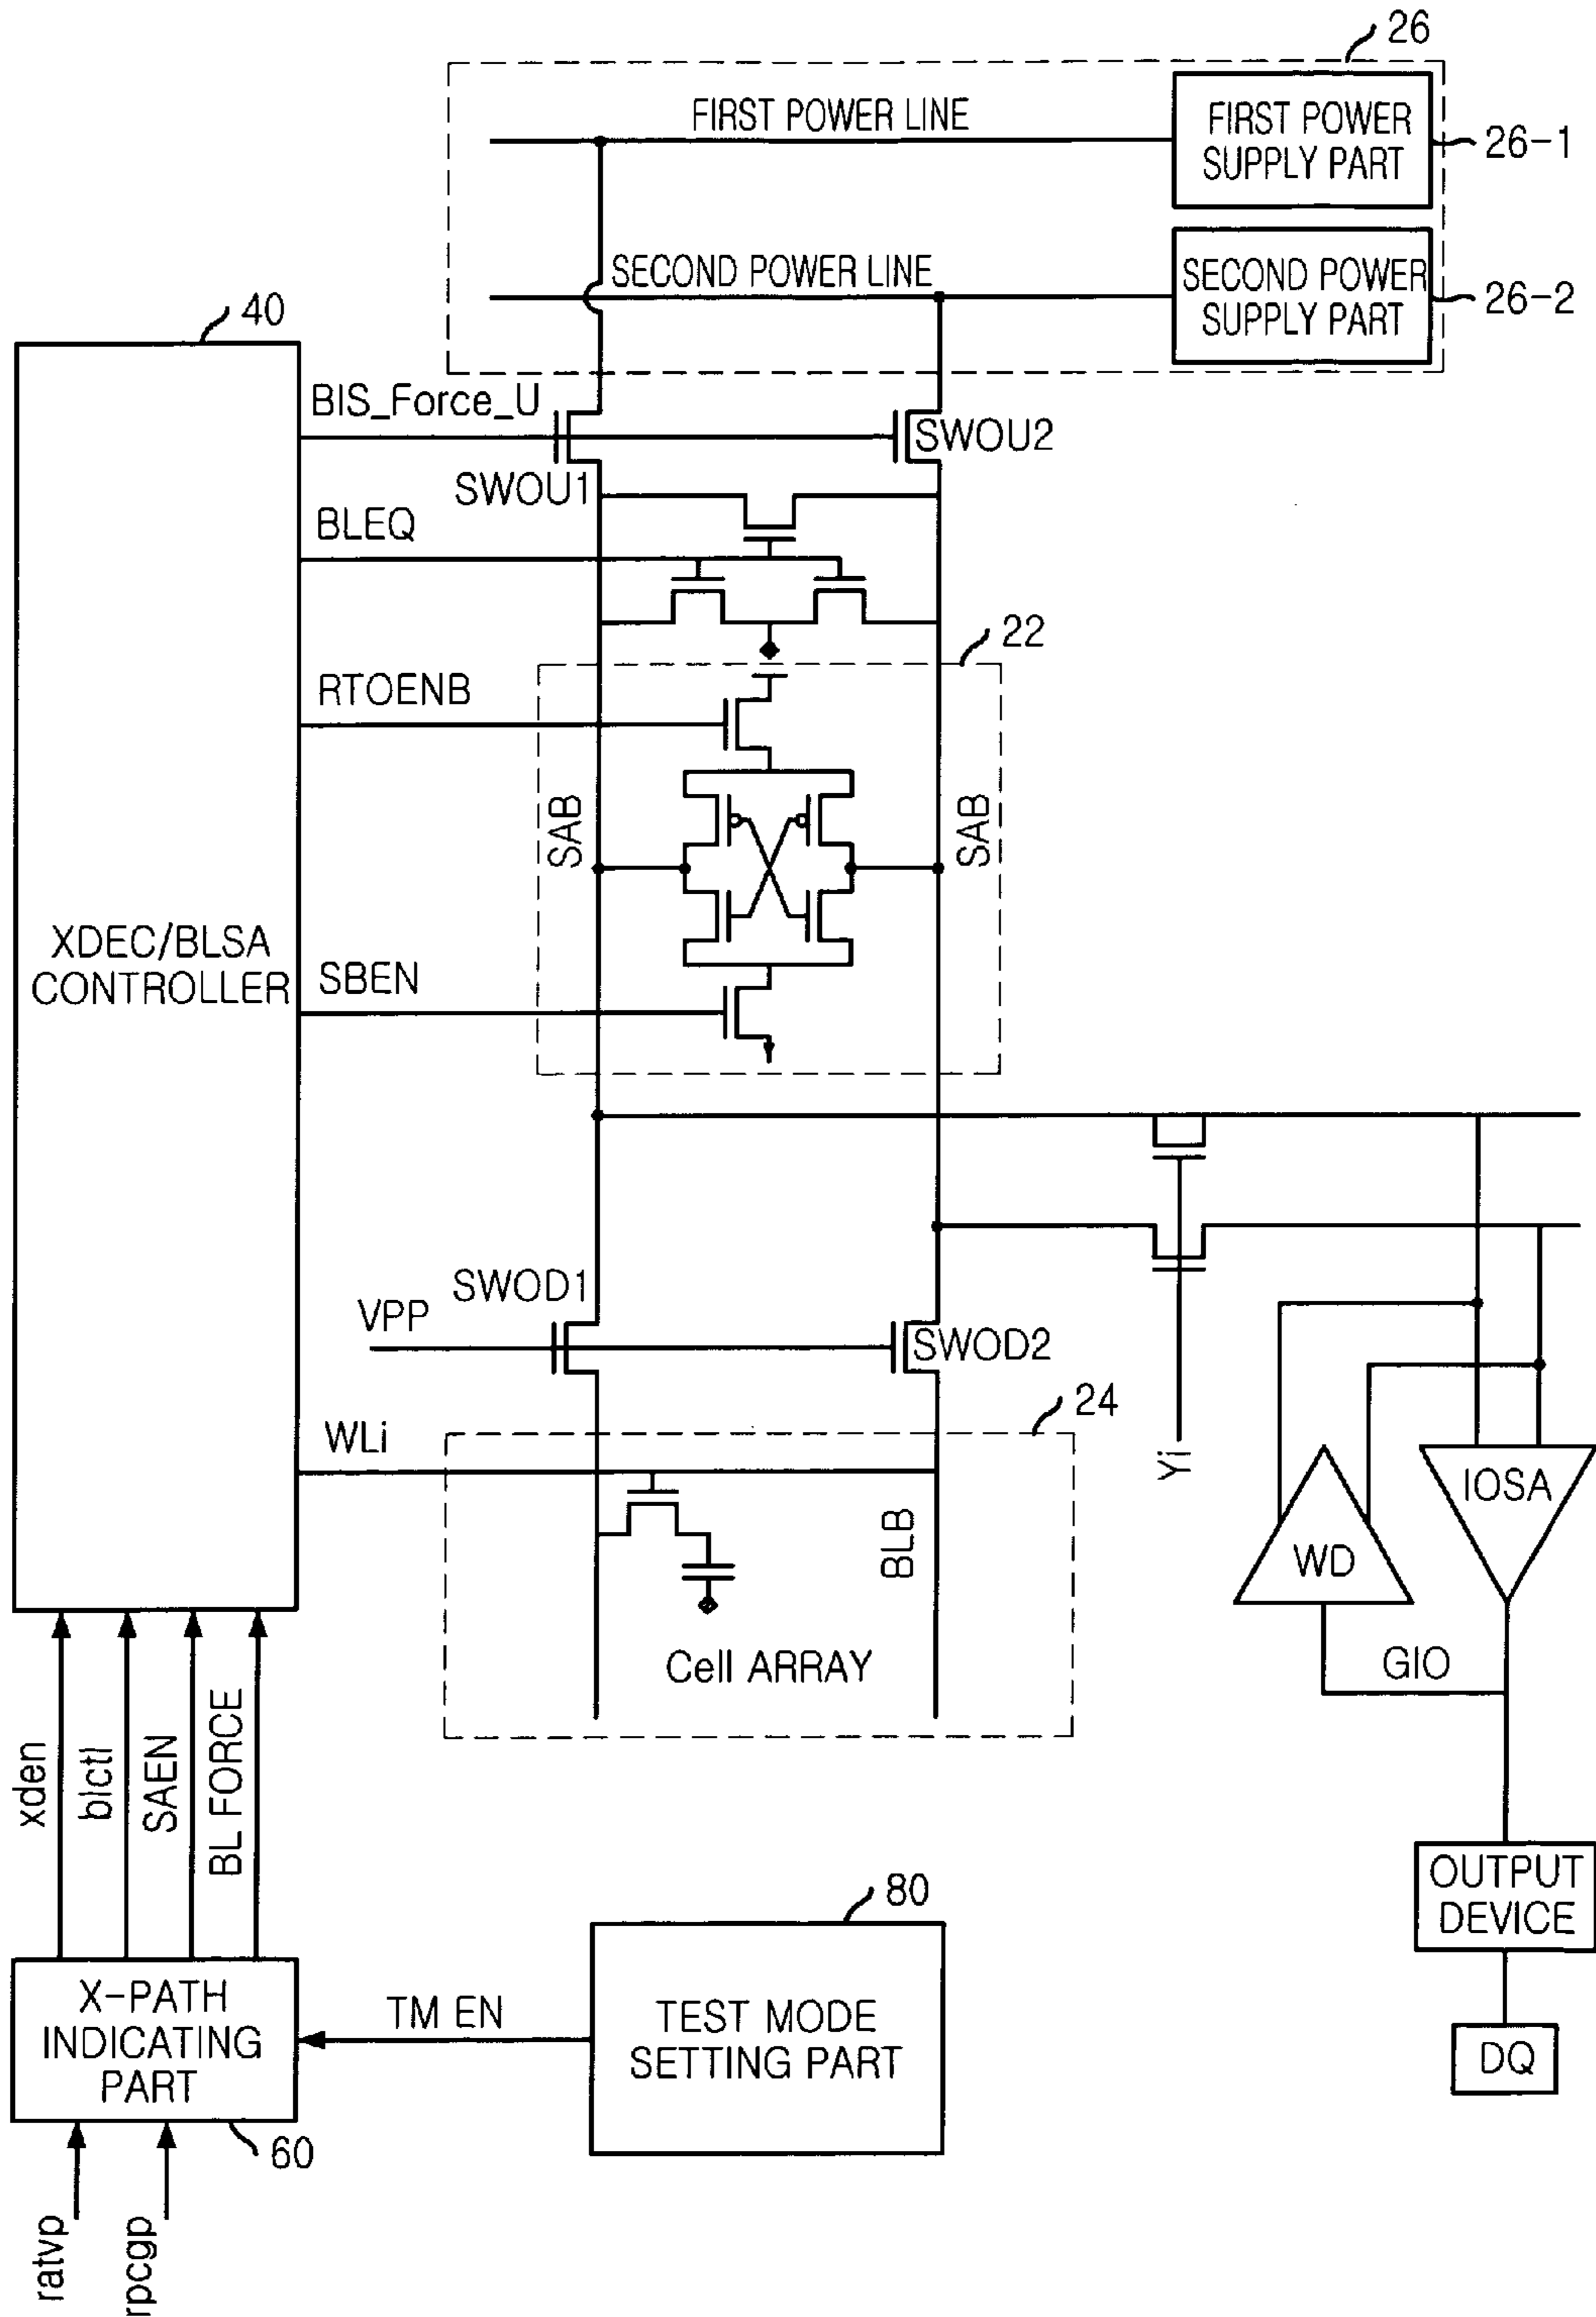 26
FIRST POWER LINE
FIRST POWER
SUPPLY PART
26-1
SECOND POWER LINE
SECOND POWER
SUPPLY PART
26-2
40
BIS_Force_U
SWOU2
SWOU1
BLEQ
22
RTOENB
SAB
SAB
XDEC/BLSA
CONTROLLER
SBEN
SWOD1
VPP
SWOD2
24
WLi
Yi
IOSA
BLB
WD
Cell ARRAY
GIO
xden
blctl
SAEN
BL FORCE
OUTPUT
DEVICE
80
X-PATH
INDICATING
PART
TM EN
TEST MODE
SETTING PART
DQ
60
ratvp
rpcgp